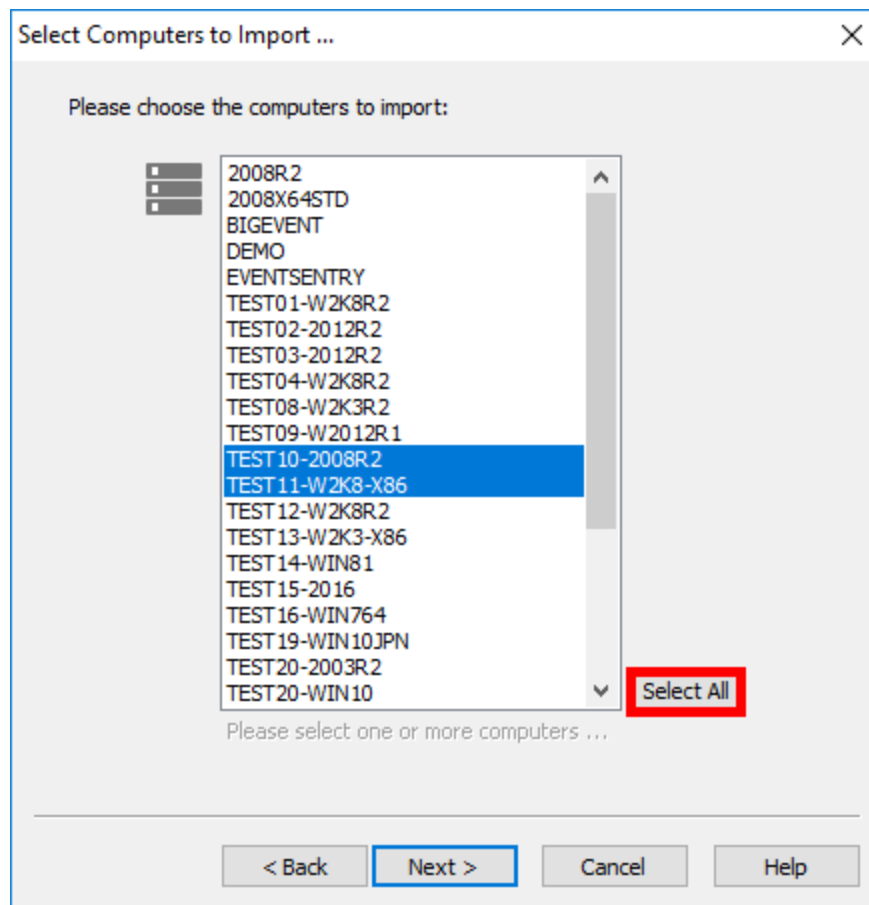 Select Computers to Import ...
Please choose the computers to import:
2008R2
2008X64STD
BIGEVENT
DEMO
EVENTSENTRY
TEST01-W2K8R2
TEST02-2012R2
TEST03-2012R2
TEST04-W2K8R2
TEST08-W2K3R2
TEST09-W2012R1
TEST10-2008R2
TEST11-W2K8-X86
TEST12-W2K8R2
TEST13-W2K3-X86
TEST14-WIN81
TEST15-2016
TEST16-WIN764
TEST19-WIN10JPN
TEST20-2003R2
TEST20-WIN10
Select All
Please select one or more computers ...
< Back Next > Cancel Help